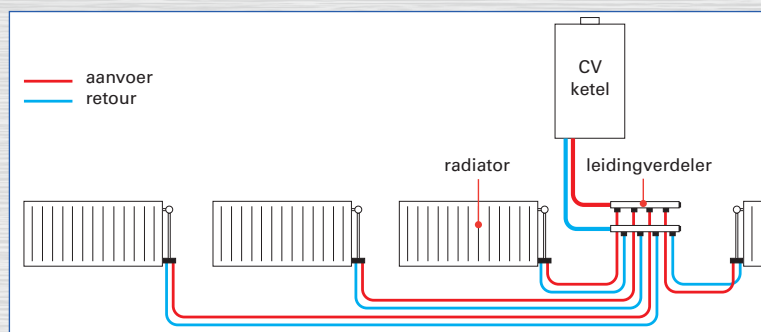 aanvoer
retour
CV
ketel
radiator
leidingverdeler